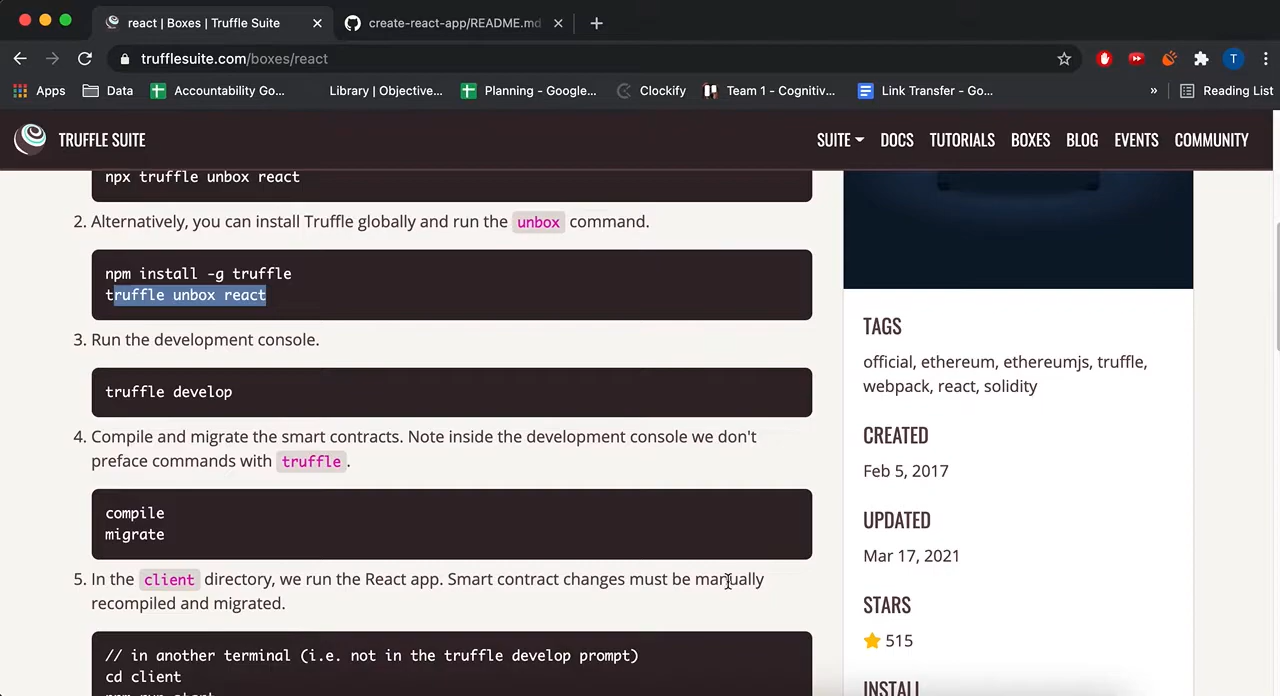 react | Boxes | Truffle Suite
create-react-app/README.md
trufflesuite.com/boxes/react
T
Apps
Data
Accountability Go...
Library | Objective...
Planning - Google...
Clockify
Team 1 - Cognitiv...
Link Transfer - Go...
»
Reading List
TRUFFLE SUITE
SUITE
DOCS
TUTORIALS
BOXES
BLOG
EVENTS
COMMUNITY
npx truffle unbox react
2. Alternatively, you can install Truffle globally and run the unbox command.
npm install -g truffle
truffle unbox react
3. Run the development console.
truffle develop
4. Compile and migrate the smart contracts. Note inside the development console we don't
preface commands with truffle.
compile
migrate
5. In the client directory, we run the React app. Smart contract changes must be manually
recompiled and migrated.
// in another terminal (i.e. not in the truffle develop prompt)
cd client
npm run start
TAGS
official, ethereum, ethereumjs, truffle,
webpack, react, solidity
CREATED
Feb 5, 2017
UPDATED
Mar 17, 2021
STARS
515
INSTALL